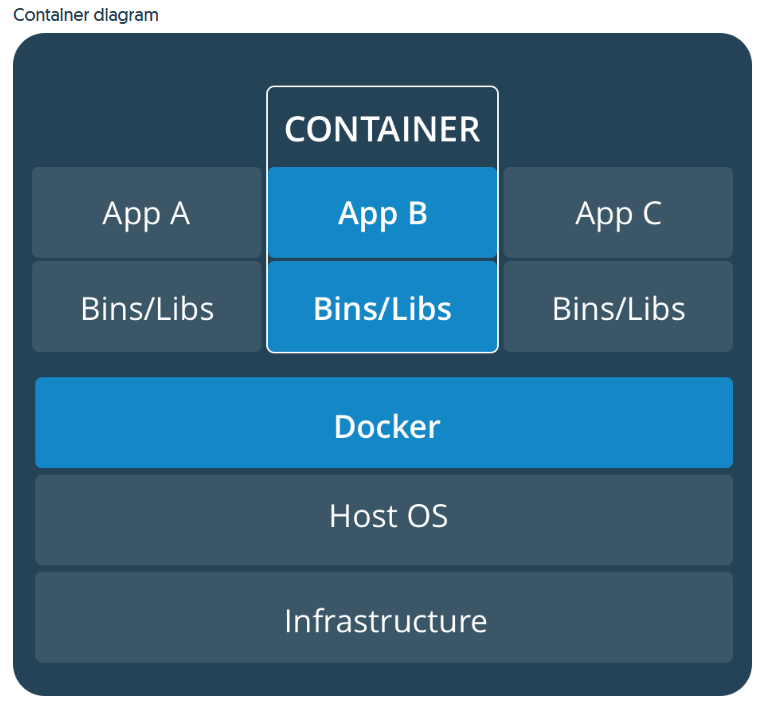 Container diagram
CONTAINER
App A
App B
App C
Bins/Libs
Bins/Libs
Bins/Libs
Docker
Host OS
Infrastructure